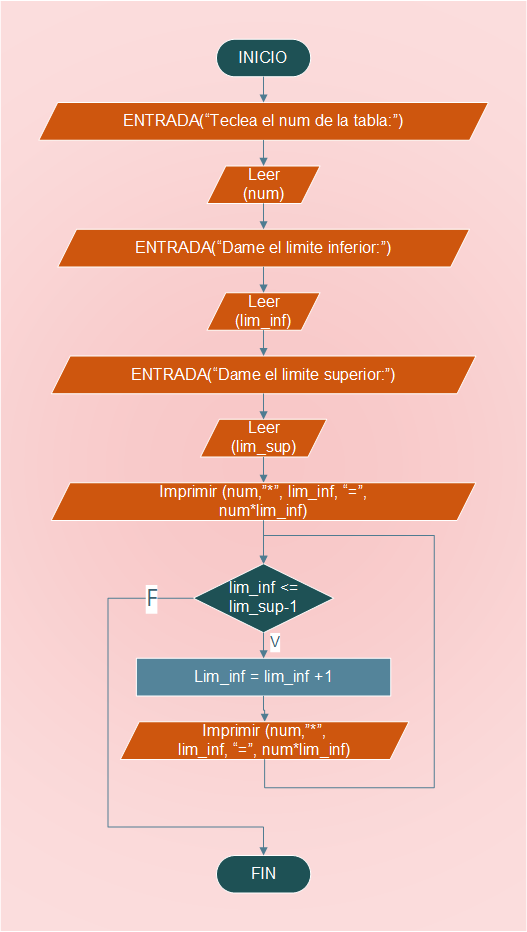 INICIO
ENTRADA(“Teclea el num de la tabla:”)
Leer
(num)
ENTRADA(“Dame el limite inferior:”)
Leer
(lim_inf)
ENTRADA(“Dame el limite superior:”)
Leer
(lim_sup)
Imprimir (num,”*”, lim_inf, “=”,
num*lim_inf)
lim_inf <=
lim_sup-1
F
V
Lim_inf = lim_inf +1
Imprimir (num,”*”,
lim_inf, “=”, num*lim_inf)
FIN